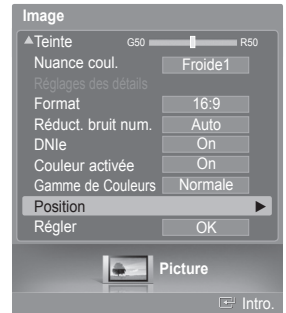 Image
▲Teinte G50 R50
Nuance coul. Froide1
Réglages des détails
Format 16:9
Réduct. bruit num. Auto
DNIe On
Couleur activée On
Gamme de Couleurs Normale
Position ►
Régler OK
Picture
Intro.